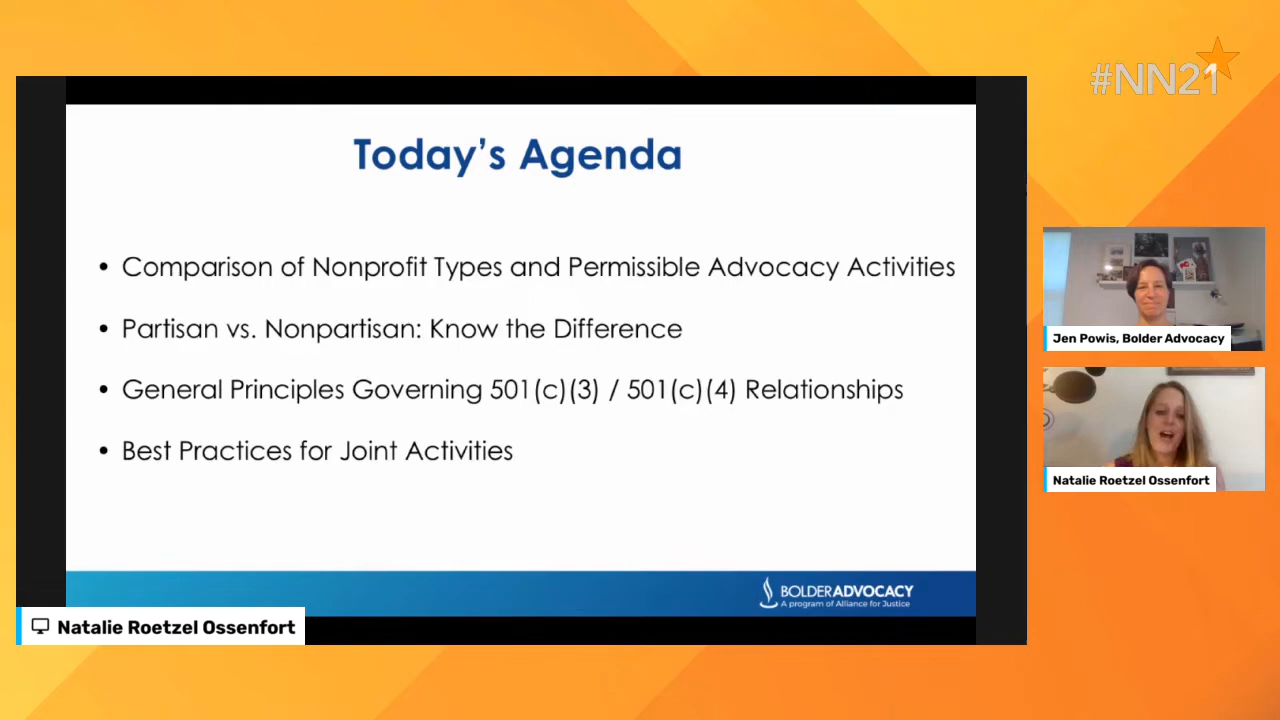 #NN21
Today's Agenda
• Comparison of Nonprofit Types and Permissible Advocacy Activities
• Partisan vs. Nonpartisan: Know the Difference
• General Principles Governing 501(c)(3) / 501(c)(4) Relationships
• Best Practices for Joint Activities
BOLDERADVOCACY
A program of Alliance for Justice
Natalie Roetzel Ossenfort
Jen Powis, Bolder Advocacy
Natalie Roetzel Ossenfort